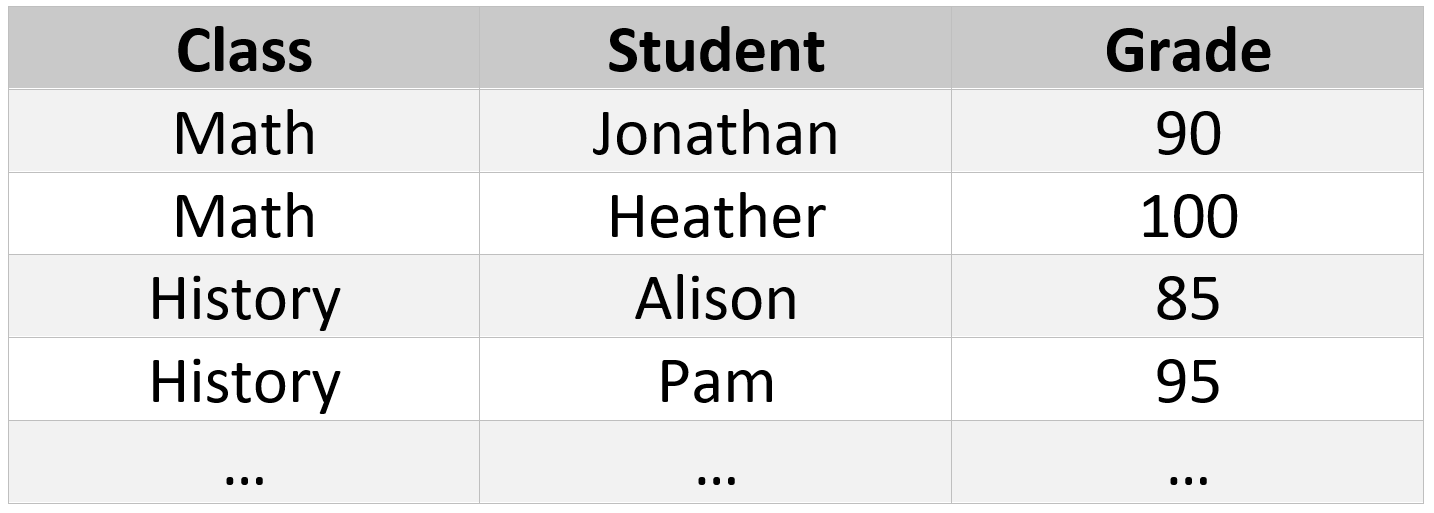 Class Student Grade
Math Jonathan 90
Math Heather 100
History Alison 85
History Pam 95
... ... ...